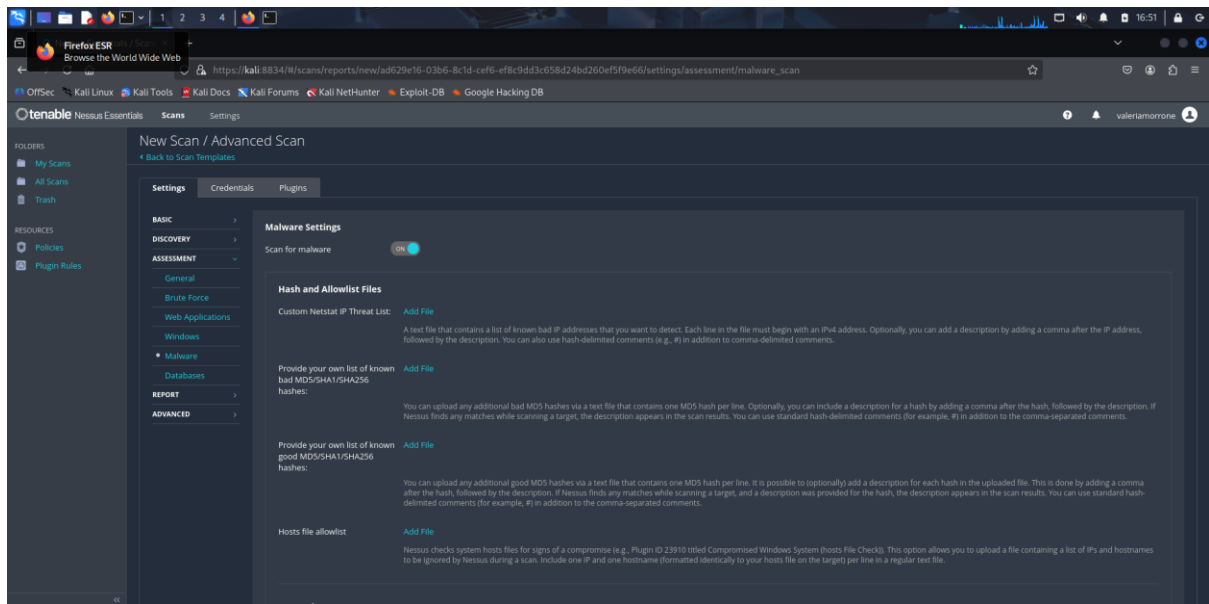 1 2 3 4
16:51
Firefox ESR
Browse the World Wide Web
https://kali:8834/#/scans/reports/new/ad629e16-03b6-8c1d-cef6-ef8c9dd3c658d24bd260ef5f9e66/settings/assessment/malware_scan
OffSec Kali Linux Kali Tools Kali Docs Kali Forums Kali NetHunter Exploit-DB Google Hacking DB
tenable Nessus Essentials Scans Settings
valeriamorrone
FOLDERS
My Scans
All Scans
Trash
RESOURCES
Policies
Plugin Rules
New Scan / Advanced Scan
Back to Scan Templates
Settings Credentials Plugins
BASIC
DISCOVERY
ASSESSMENT
General
Brute Force
Web Applications
Windows
Malware
Databases
REPORT
ADVANCED
Malware Settings
Scan for malware ON
Hash and Allowlist Files
Custom Netstat IP Threat List: Add File
A text file that contains a list of known bad IP addresses that you want to detect. Each line in the file must begin with an IPv4 address. Optionally, you can add a description by adding a comma after the IP address,
followed by the description. You can also use hash-delimited comments (e.g., #) in addition to comma-delimited comments.
Provide your own list of known Add File
bad MD5/SHA1/SHA256
hashes:
You can upload any additional bad MD5 hashes via a text file that contains one MD5 hash per line. Optionally, you can include a description for a hash by adding a comma after the hash, followed by the description. If
Nessus finds any matches while scanning a target, the description appears in the scan results. You can use standard hash-delimited comments (for example, #) in addition to the comma-separated comments.
Provide your own list of known Add File
good MD5/SHA1/SHA256
hashes:
You can upload any additional good MD5 hashes via a text file that contains one MD5 hash per line. It is possible to (optionally) add a description for each hash in the uploaded file. This is done by adding a comma
after the hash, followed by the description. If Nessus finds any matches while scanning a target, and a description was provided for the hash, the description appears in the scan results. You can use standard hash-
delimited comments (for example, #) in addition to the comma-separated comments.
Hosts file allowlist Add File
Nessus checks system hosts files for signs of a compromise (e.g., Plugin ID 23910 titled Compromised Windows System (hosts File Check)). This option allows you to upload a file containing a list of IPs and hostnames
to be ignored by Nessus during a scan. Include one IP and one hostname (formatted identically to your hosts file on the target) per line in a regular text file.